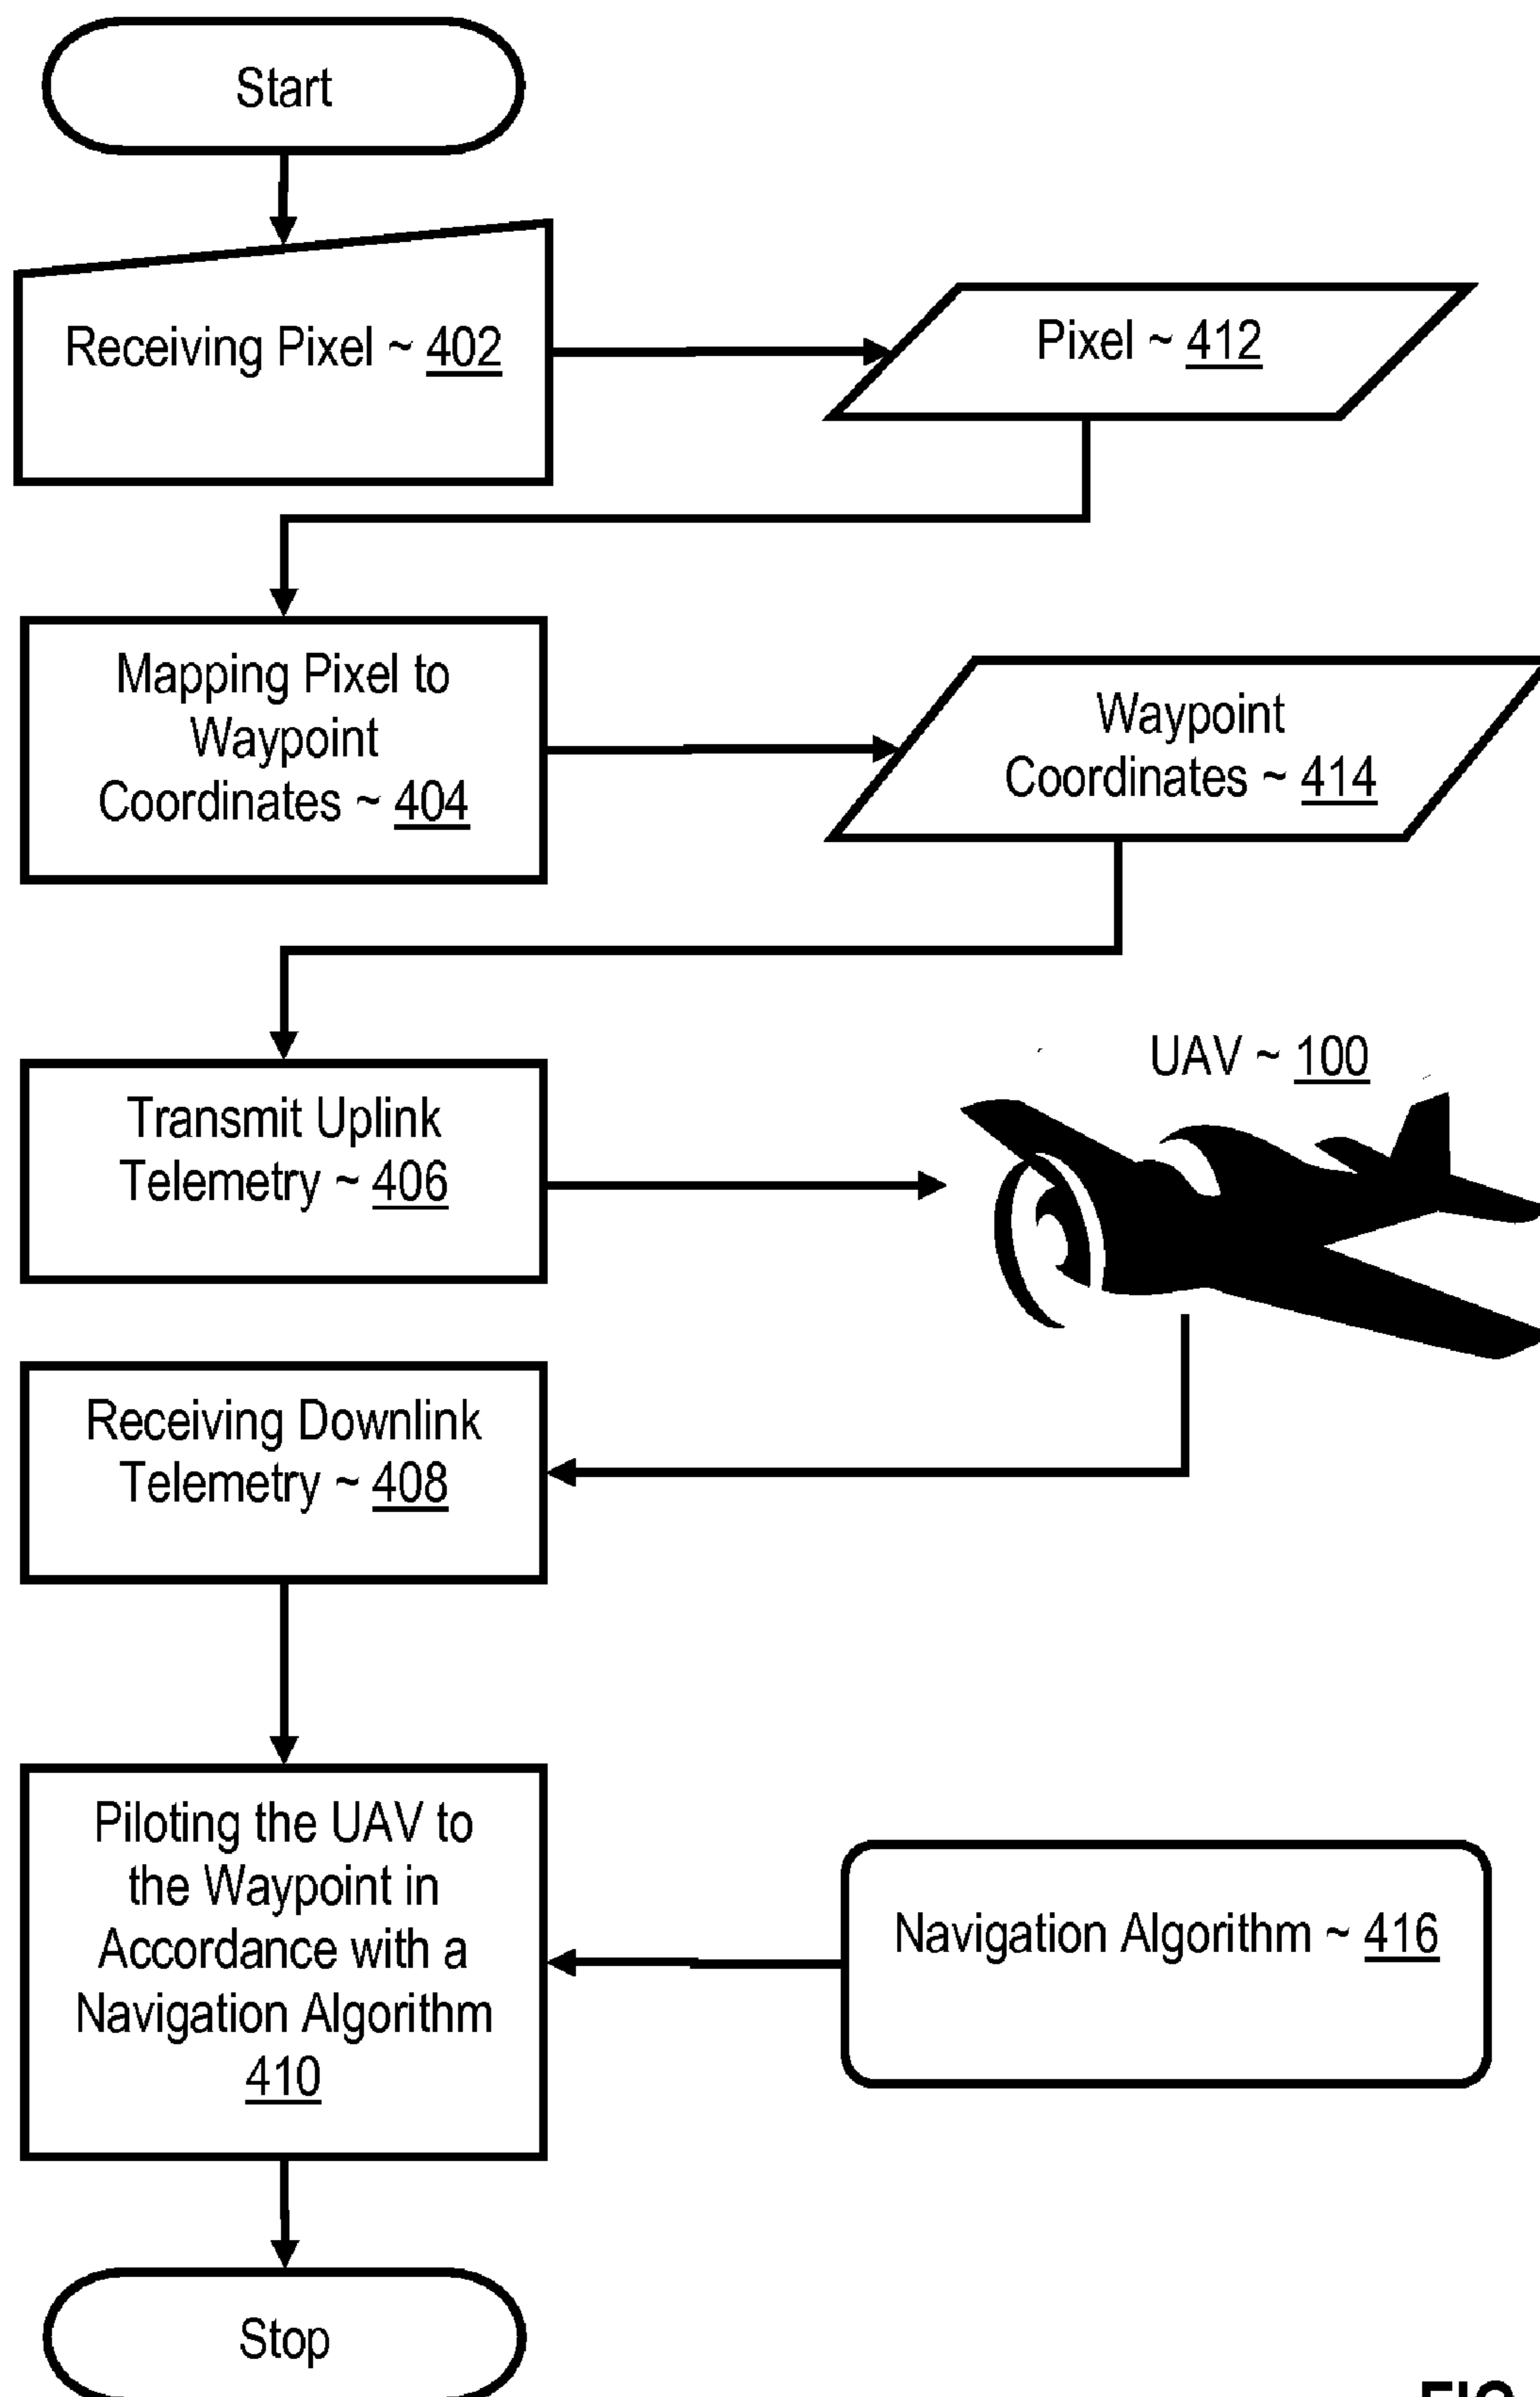 Start
Receiving Pixel ~ 402
Pixel ~ 412
Mapping Pixel to
Waypoint
Coordinates ~ 404
Waypoint
Coordinates ~ 414
UAV ~ 100
Transmit Uplink
Telemetry ~ 406
Receiving Downlink
Telemetry ~ 408
Piloting the UAV to
the Waypoint in
Accordance with a
Navigation Algorithm
410
Navigation Algorithm ~ 416
Stop